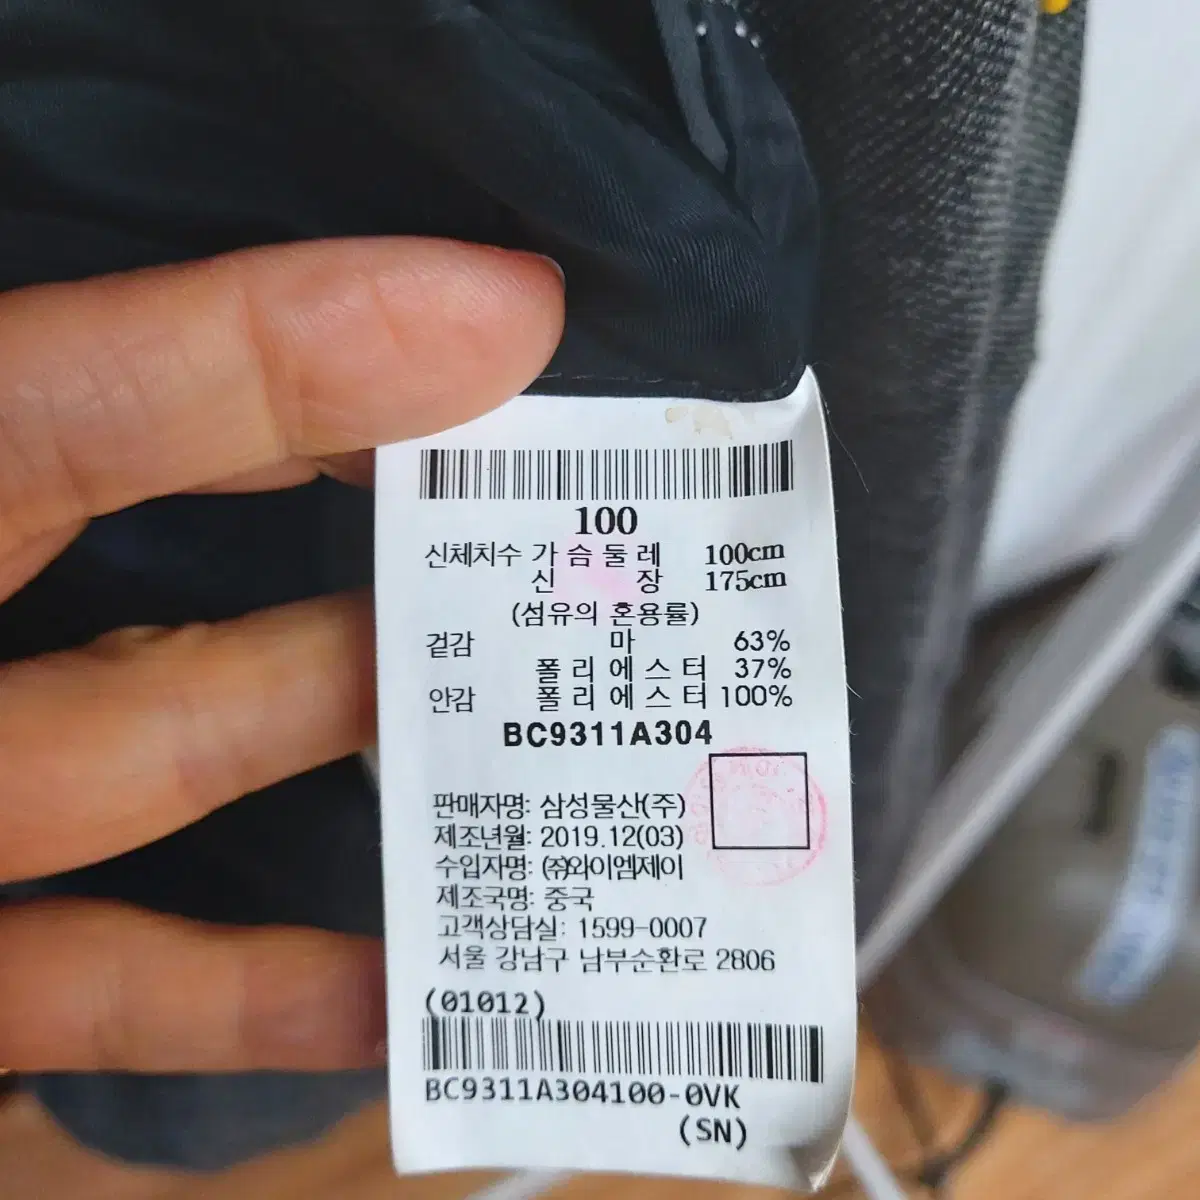 100
신체치수 가 슴 둘 레 100cm
신 장 175cm
(섬유의 혼용률)
겉감 마 63%
폴 리 에 스 터 37%
안감 폴 리 에 스 터 100%
BC9311A304
판매자명: 삼성물산(주)
제조년월: 2019.12(03)
수입자명: ㈜와이엠제이
제조국명: 중국
고객상담실: 1599-0007
서울 강남구 남부순환로 2806
(01012)
BC9311A304100-0VK
(SN)